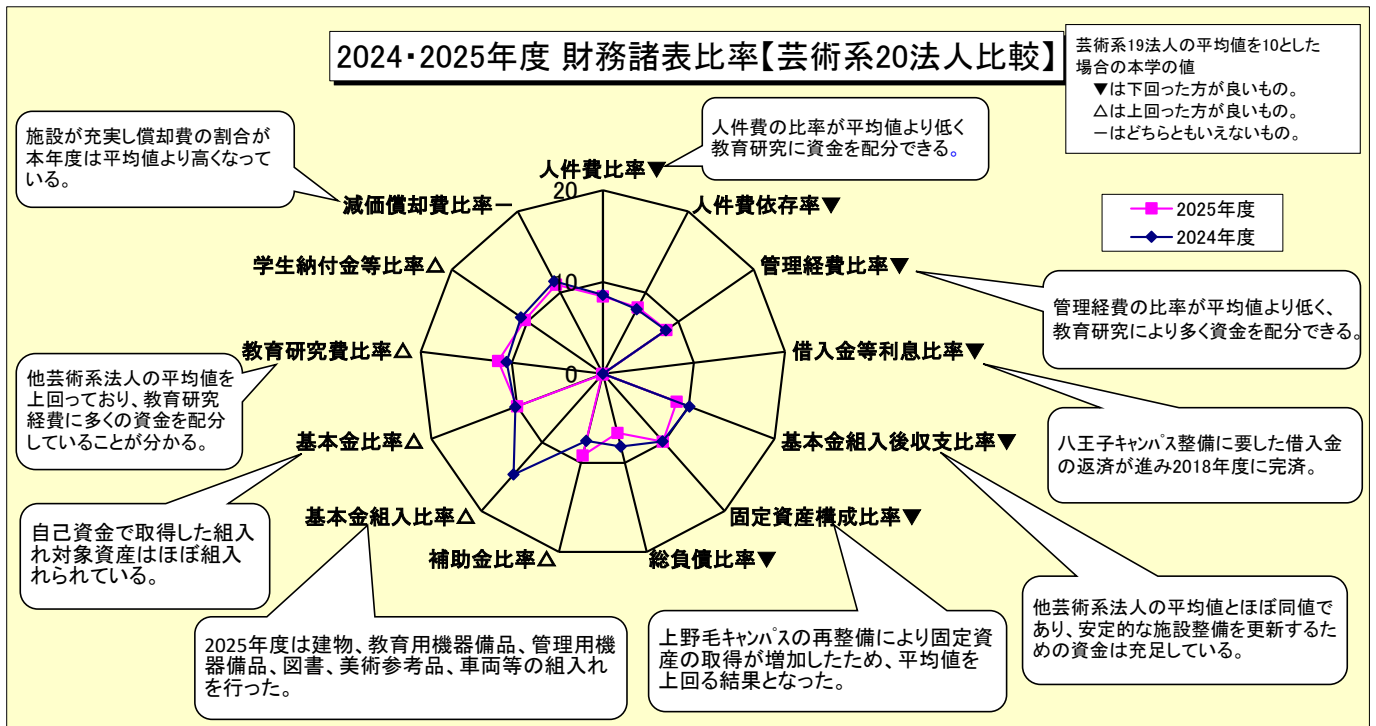 2024・2025年度 財務諸表比率【芸術系20法人比較】
芸術系19法人の平均値を10とした
場合の本学の値
▼は下回った方が良いもの。
△は上回った方が良いもの。
－はどちらともいえないもの。
施設が充実し償却費の割合が
本年度は平均値より高くなって
いる。
人件費の比率が平均値より低く
教育研究に資金を配分できる。
人件費比率▼
20
減価償却費比率－
人件費依存率▼
2025年度
2024年度
学生納付金等比率△
管理経費比率▼
10
管理経費の比率が平均値より低く、
教育研究により多く資金を配分できる。
教育研究費比率△
借入金等利息比率▼
0
他芸術系法人の平均値を
上回っており、教育研究
経費に多くの資金を配分
していることが分かる。
基本金比率△
基本金組入後収支比率▼
八王子キャンパス整備に要した借入金
の返済が進み2018年度に完済。
自己資金で取得した組入
れ対象資産はほぼ組入
れられている。
基本金組入比率△
固定資産構成比率▼
補助金比率△
総負債比率▼
2025年度は建物、教育用機器備品、管理用機
器備品、図書、美術参考品、車両等の組入れ
を行った。
上野毛キャンパスの再整備により固定資
産の取得が増加したため、平均値を
上回る結果となった。
他芸術系法人の平均値とほぼ同値で
あり、安定的な施設整備を更新するた
めの資金は充足している。